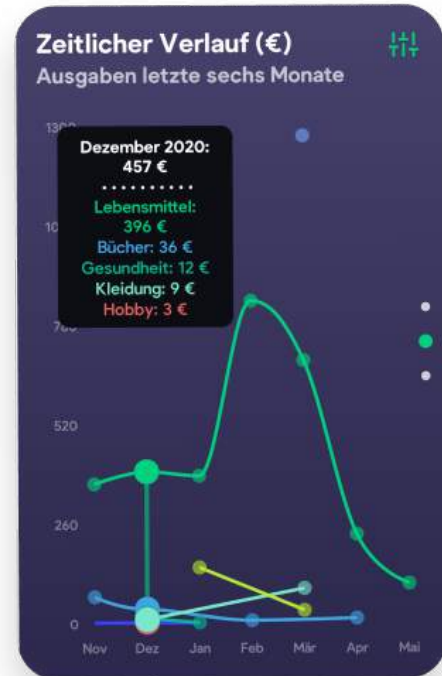 Zeitlicher Verlauf (€)
Ausgaben letzte sechs Monate
Dezember 2020:
457 €
Lebensmittel:
396 €
Bücher: 36 €
Gesundheit: 12 €
Kleidung: 9 €
Hobby: 3 €
520
260
0
Nov Dez Jan Feb Mär Apr Mai